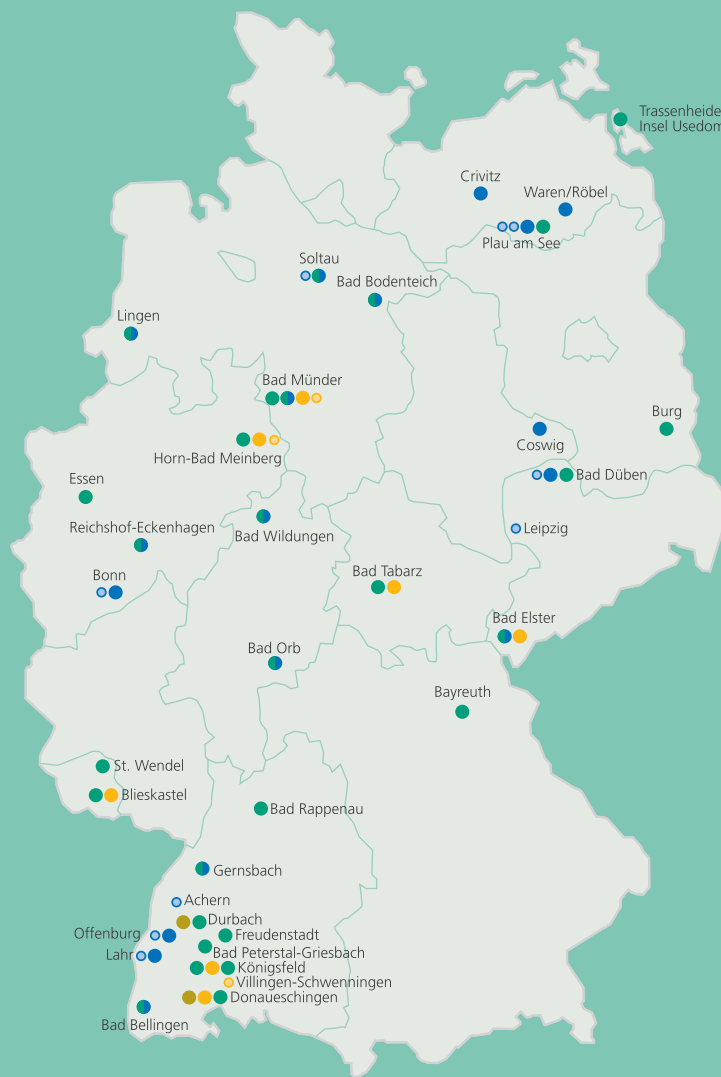 Trassenheide
Insel Usedom
Crivitz
Waren/Röbel
Plau am See
Soltau
Bad Bodenteich
Lingen
Bad Münder
Burg
Coswig
Horn-Bad Meinberg
Essen
Bad Düben
Reichshof-Eckenhagen
Leipzig
Bad Wildungen
Bonn
Bad Tabarz
Bad Elster
Bad Orb
Bayreuth
St. Wendel
Blieskastel
Bad Rappenau
Gernsbach
Achern
Durbach
Offenburg
Freudenstadt
Lahr
Bad Peterstal-Griesbach
Königsfeld
Villingen-Schwenningen
Donaueschingen
Bad Bellingen